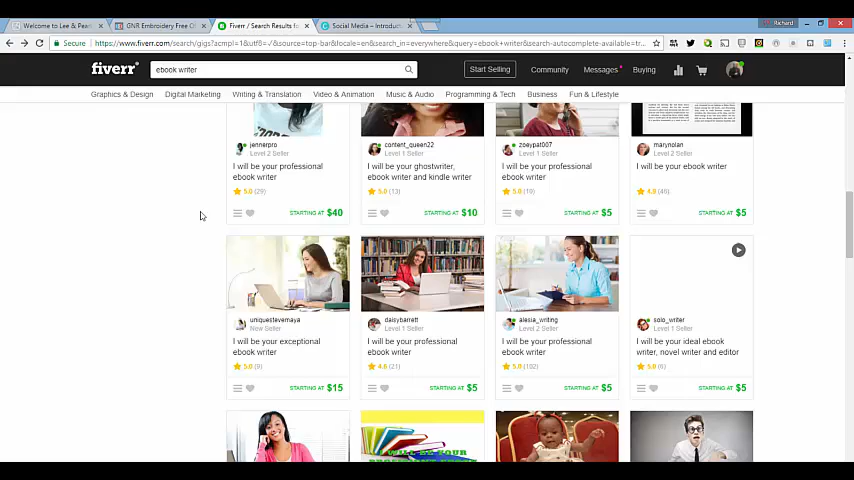 Richard
Welcome to Lee & Pea
GNR Embroidery Free O
Fiverr / Search Results fo
Social Media – Introduc
Secure
https://www.fiverr.com/search/gigs?acmpl=1&utf8=✓&source=top-bar&locale=en&search_in=everywhere&query=ebook+writer&search-autocomplete-available=tr...
fiverr
ebook writer
Start Selling
Community
Messages
Buying
Graphics & Design
Digital Marketing
Writing & Translation
Video & Animation
Music & Audio
Programming & Tech
Business
Fun & Lifestyle
jennerpro
Level 2 Seller
I will be your professional
ebook writer
5.0 (29)
STARTING AT $40
content_queen22
Level 1 Seller
I will be your ghostwriter,
ebook writer and kindle writer
5.0 (13)
STARTING AT $10
zoeypat007
Level 1 Seller
I will be your professional
ebook writer
5.0 (19)
STARTING AT $5
marynolan
Level 2 Seller
I will be your ebook writer
4.9 (46)
STARTING AT $5
uniquestevemaya
New Seller
I will be your exceptional
ebook writer
5.0 (9)
STARTING AT $15
daisybarrett
Level 1 Seller
I will be your professional
ebook writer
4.8 (21)
STARTING AT $5
alesia_writing
Level 2 Seller
I will be your professional
ebook writer
5.0 (102)
STARTING AT $5
solo_writer
Level 1 Seller
I will be your ideal ebook
writer, novel writer and editor
5.0 (6)
STARTING AT $5
I WILL BE YOUR